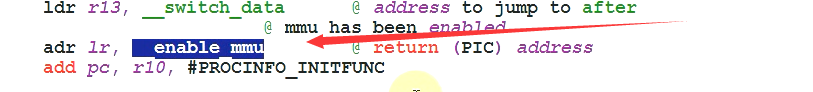 ldr r13, __switch_data @ address to jump to after
@ mmu has been enabled
adr lr, __enable_mmu @ return (PIC) address
add pc, r10, #PROCINFO_INITFUNC